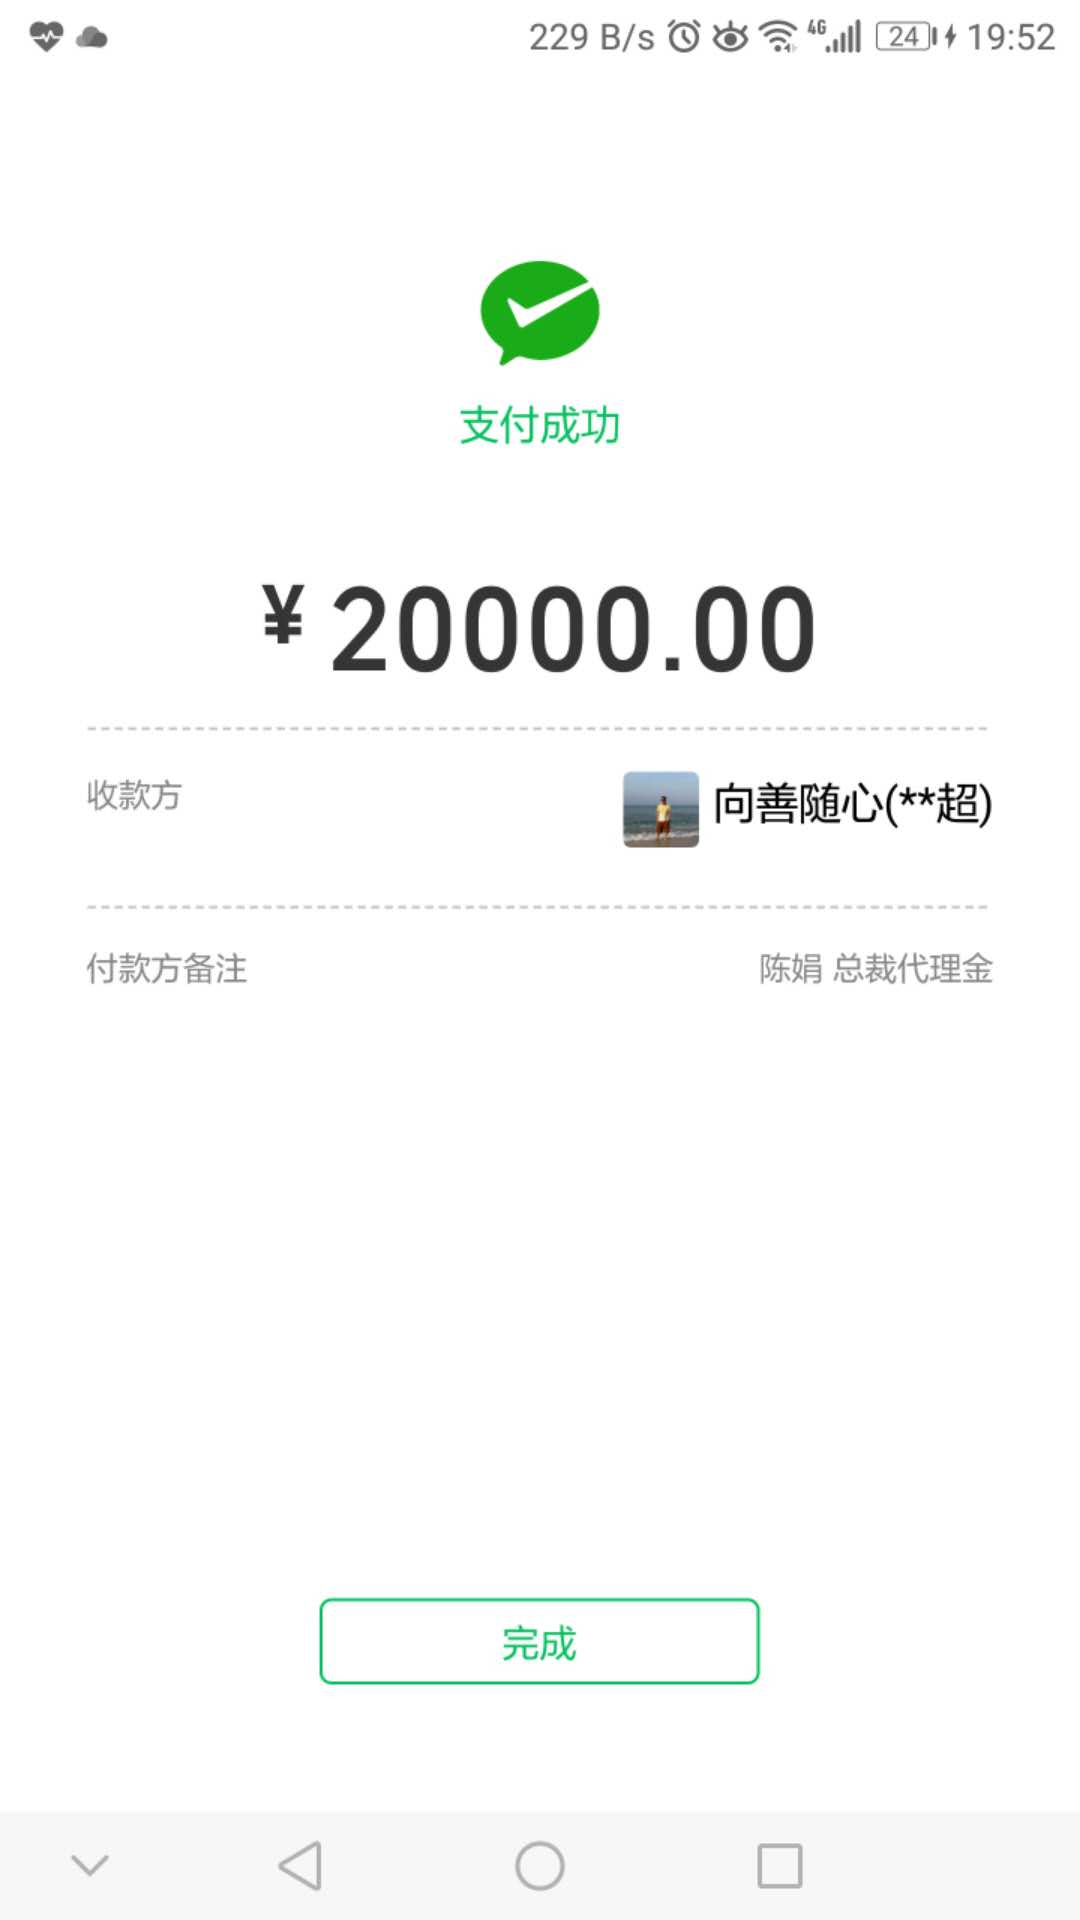 229 B/s 4G 24 19:52
支付成功
¥20000.00
收款方 向善随心(**超)
付款方备注 陈娟 总裁代理金
完成